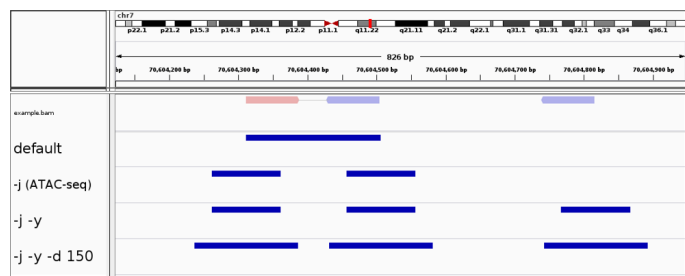 chr7
p22.1 p21.2 p15.3 p14.3 p14.1 p12.2 p11.1 q11.22 q21.11 q21.2 q22.1 q31.1 q31.31 q32.1 q33 q34 q36.1
826 bp
bp 70,604,200 bp 70,604,300 bp 70,604,400 bp 70,604,500 bp 70,604,600 bp 70,604,700 bp 70,604,800 bp 70,604,900 bp
example.bam
default
-j (ATAC-seq)
-j -y
-j -y -d 150